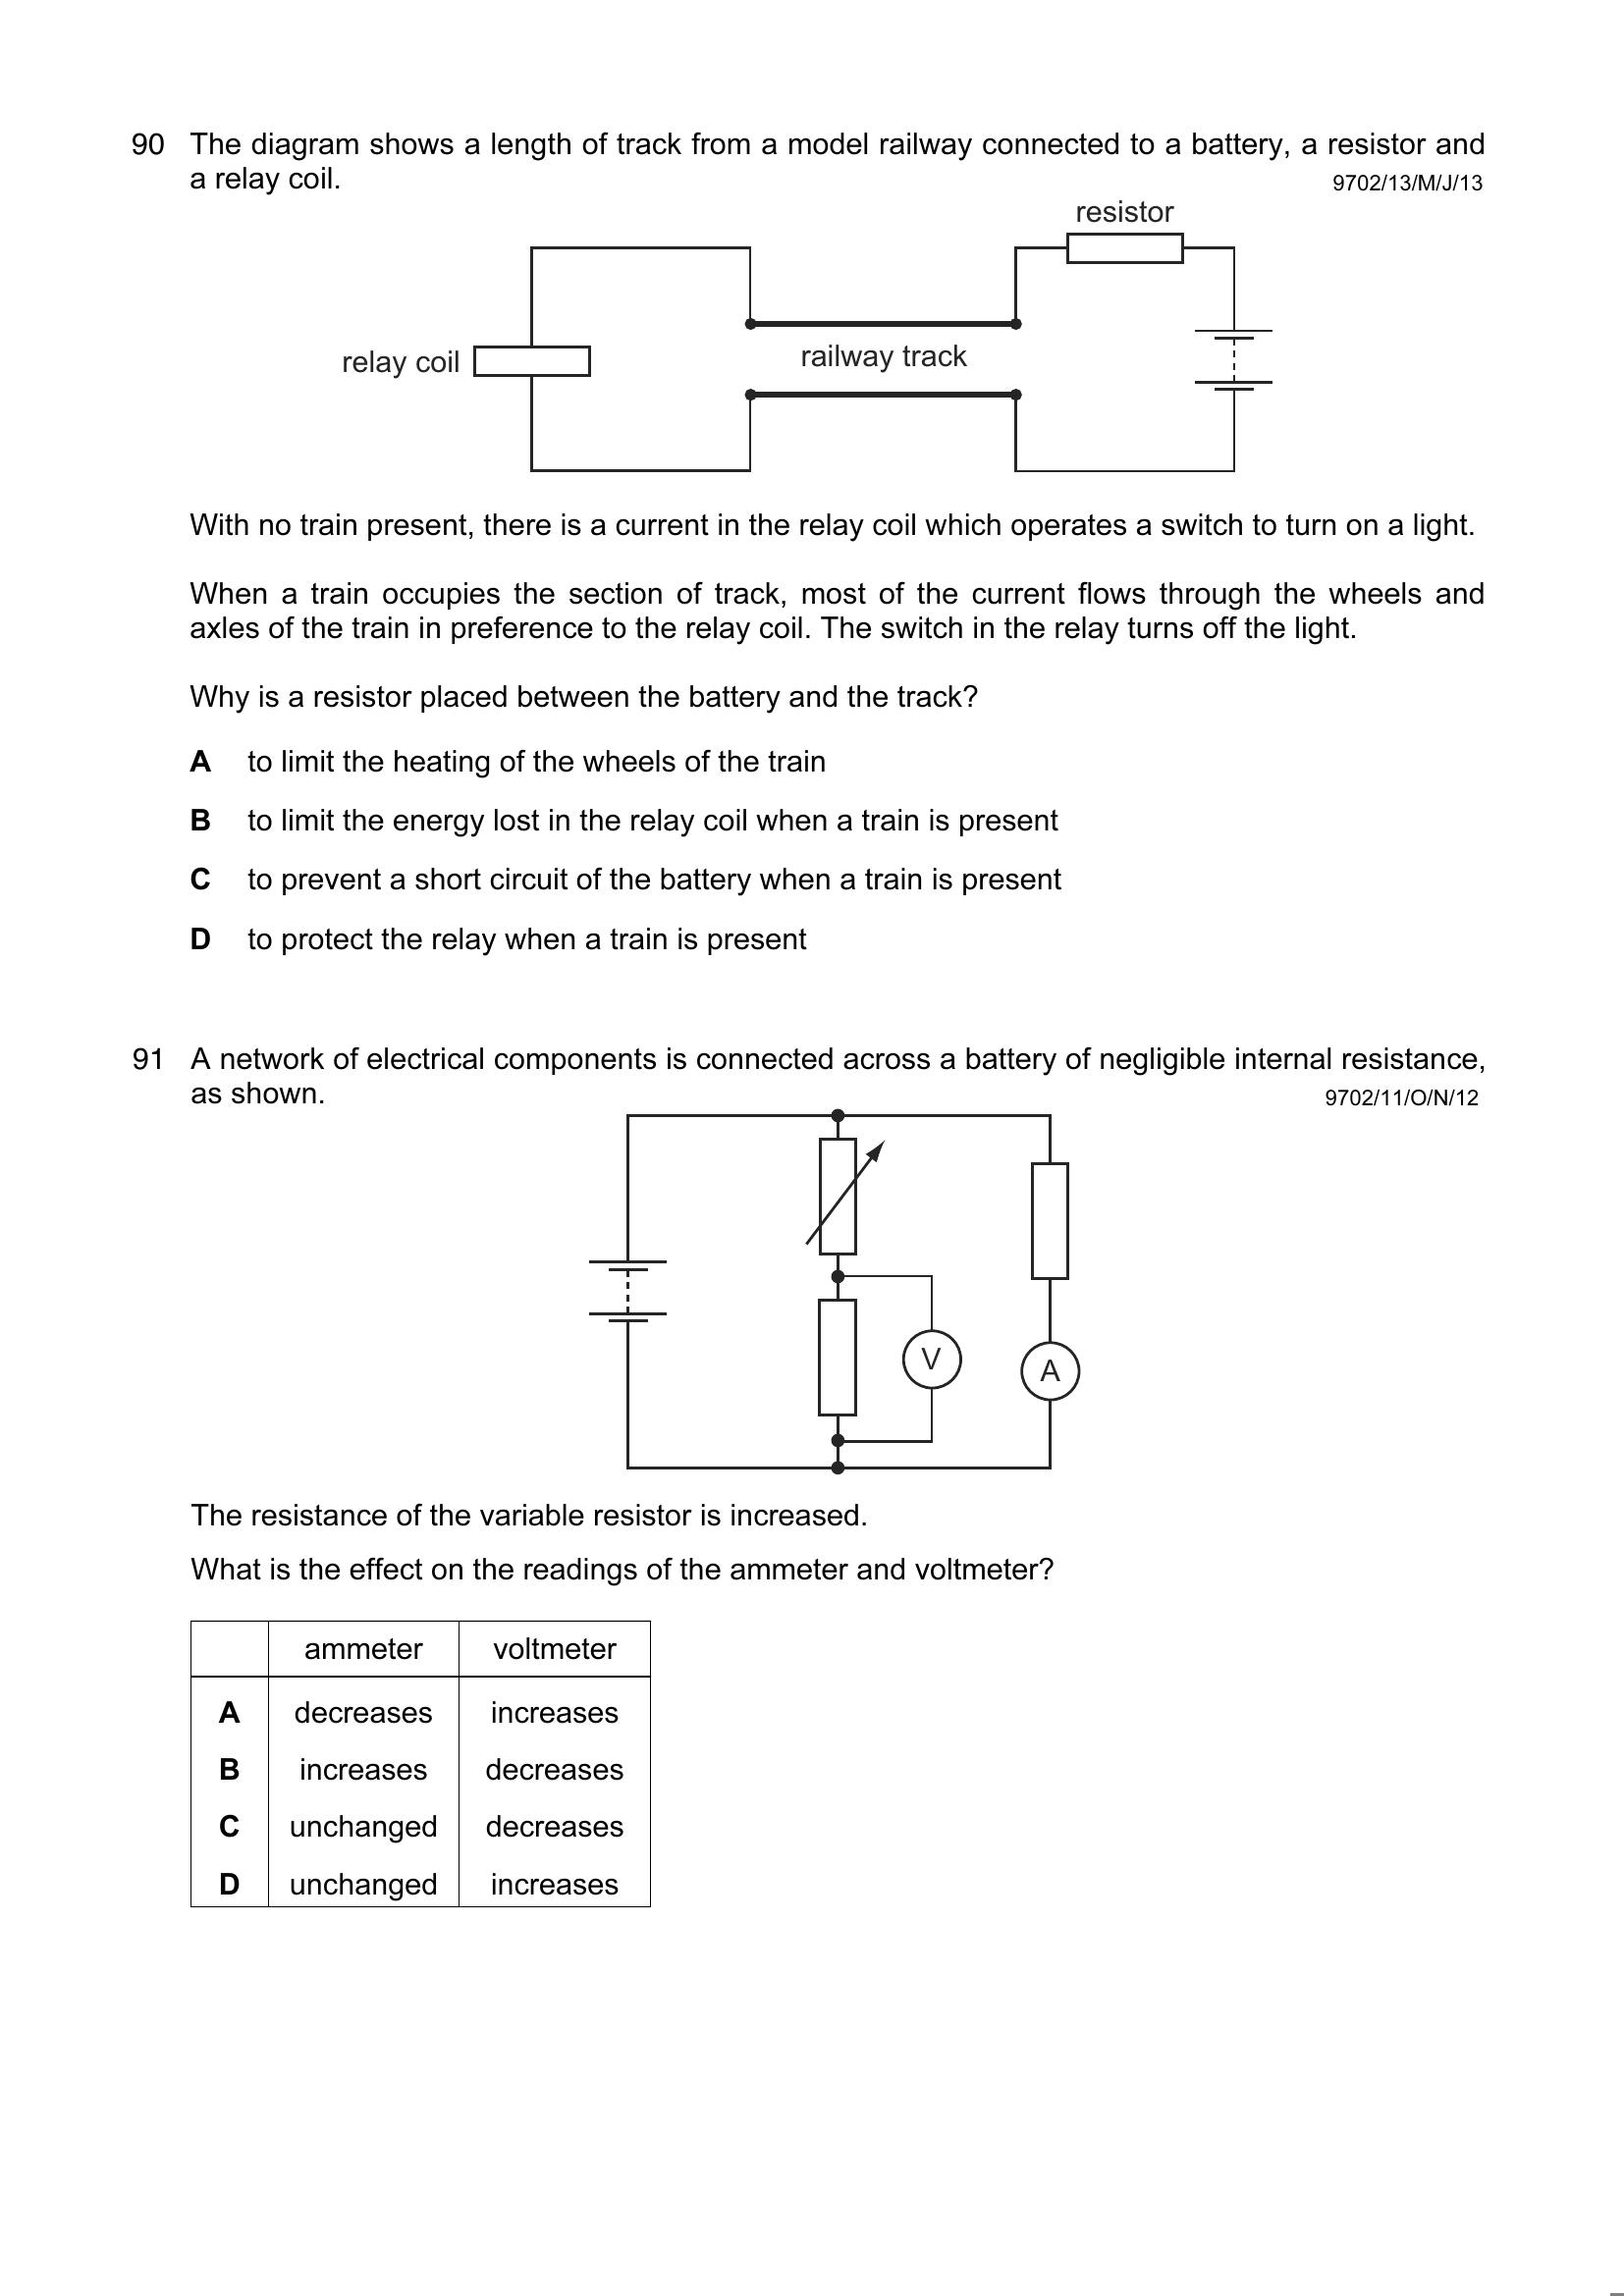 90 The diagram shows a length of track from a model railway connected to a battery, a resistor and
a relay coil. 9702/13/M/J/13
resistor
relay coil
railway track
With no train present, there is a current in the relay coil which operates a switch to turn on a light.
When a train occupies the section of track, most of the current flows through the wheels and
axles of the train in preference to the relay coil. The switch in the relay turns off the light.
Why is a resistor placed between the battery and the track?
A to limit the heating of the wheels of the train
B to limit the energy lost in the relay coil when a train is present
C to prevent a short circuit of the battery when a train is present
D to protect the relay when a train is present
91 A network of electrical components is connected across a battery of negligible internal resistance,
as shown. 9702/11/O/N/12
V
A
The resistance of the variable resistor is increased.
What is the effect on the readings of the ammeter and voltmeter?
ammeter voltmeter
A decreases increases
B increases decreases
C unchanged decreases
D unchanged increases